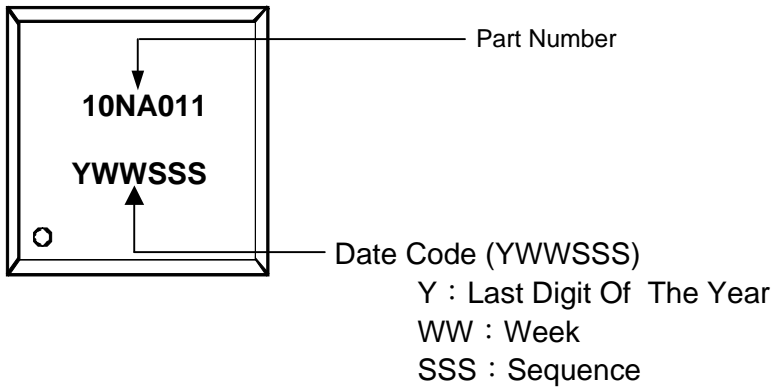 Part Number
10NA011
YWWSSS
Date Code (YWWSSS)
Y：Last Digit Of The Year
WW：Week
SSS：Sequence